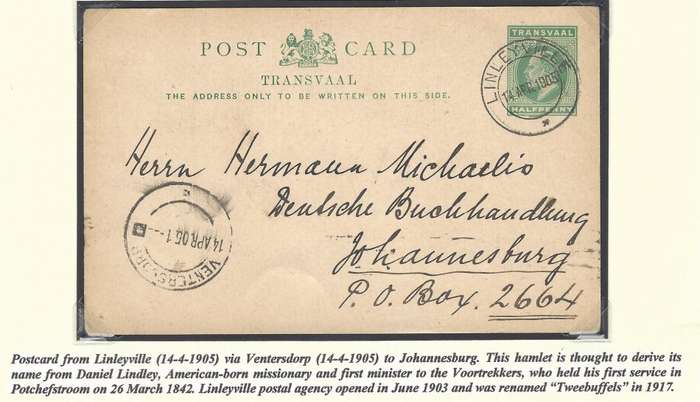 POST CARD
TRANSVAAL
THE ADDRESS ONLY TO BE WRITTEN ON THIS SIDE.
TRANSVAAL
HALFPENNY
LINLEYVILLE
14 APR 1905
Herrn Hermann Michaelis
Deutsche Buchhandlung
Johannesburg
P. O. Box. 2664
14 APR 05
VENTERSDORP
Postcard from Linleyville (14-4-1905) via Ventersdorp (14-4-1905) to Johannesburg. This hamlet is thought to derive its
name from Daniel Lindley, American-born missionary and first minister to the Voortrekkers, who held his first service in
Potchefstroom on 26 March 1842. Linleyville postal agency opened in June 1903 and was renamed “Tweebuffels” in 1917.